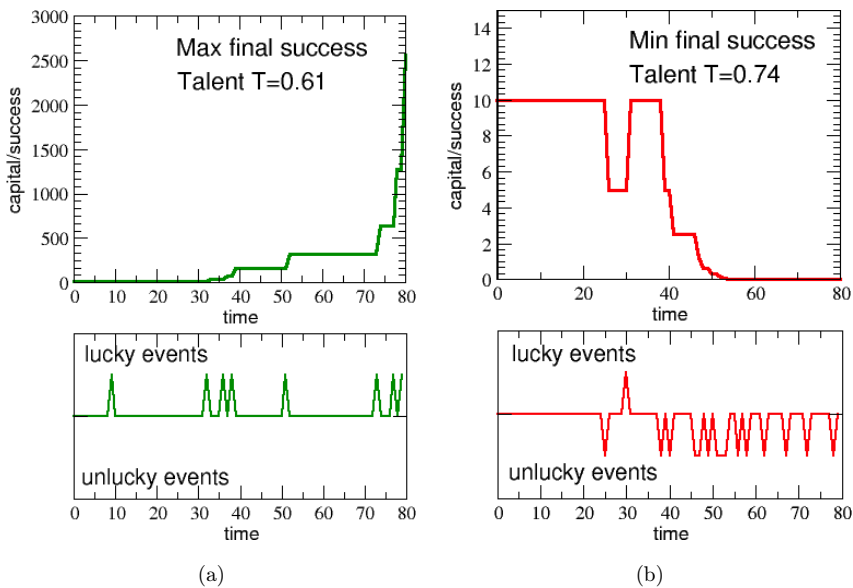 3000
2500
2000
1500
1000
500
0
capital/success
Max final success
Talent T=0.61
0 10 20 30 40 50 60 70 80
time
14
12
10
8
6
4
2
0
capital/success
Min final success
Talent T=0.74
20 40 60 80
time
lucky events
unlucky events
0 10 20 30 40 50 60 70 80
time
lucky events
unlucky events
0 10 20 30 40 50 60 70 80
time
(a)
(b)